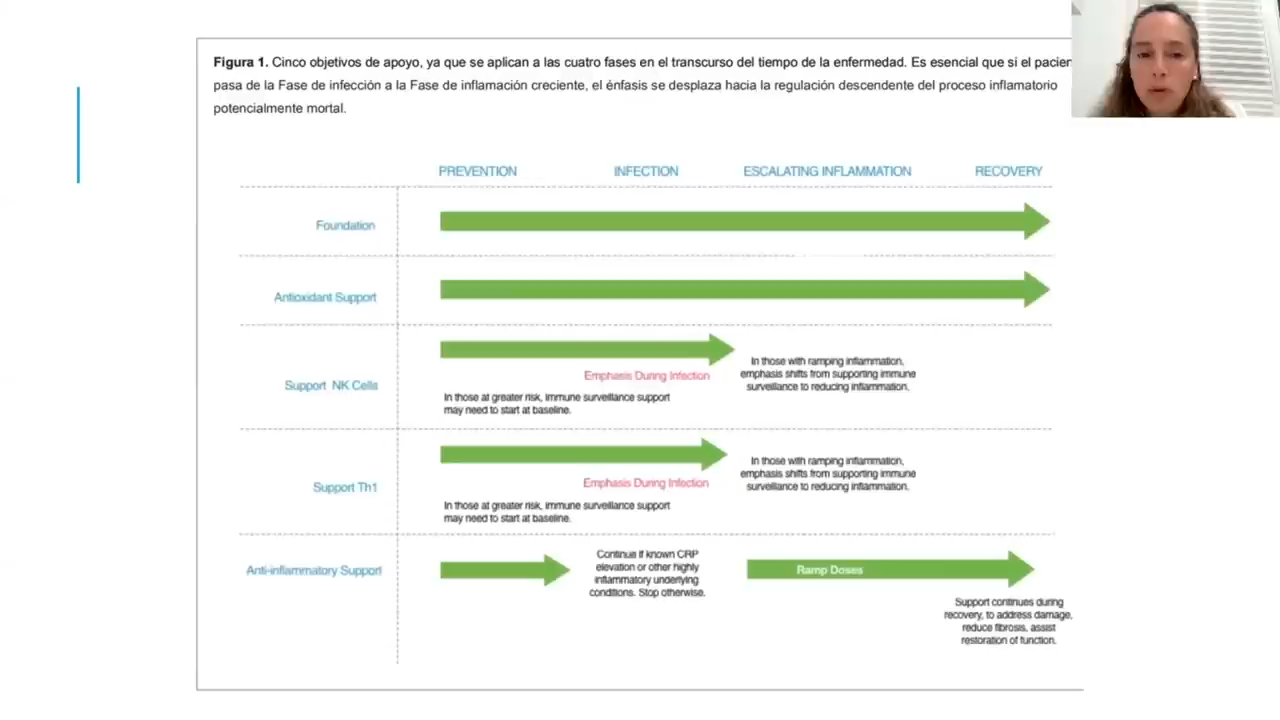 Figura 1. Cinco objetivos de apoyo, ya que se aplican a las cuatro fases en el transcurso del tiempo de la enfermedad. Es esencial que si el
pasa de la Fase de infección a la Fase de inflamación creciente, el énfasis se desplaza hacia la regulación descendente del proceso inflamatorio
potencialmente mortal.
PREVENTION INFECTION ESCALATING INFLAMMATION RECOVERY
Foundation
Antioxidant Support
Support NK Cells
Emphasis During Infection
In those at greater risk, immune surveillance support
may need to start at baseline.
In those with ramping inflammation,
emphasis shifts from supporting immune
surveillance to reducing inflammation.
Support Th1
Emphasis During Infection
In those at greater risk, immune surveillance support
may need to start at baseline.
In those with ramping inflammation,
emphasis shifts from supporting immune
surveillance to reducing inflammation.
Anti-inflammatory Support
Continue if known CRP
elevation or other highly
inflammatory underlying
conditions. Stop otherwise.
Ramp Doses
Support continues during
recovery, to address damage,
reduce fibrosis, assist
restoration of function.